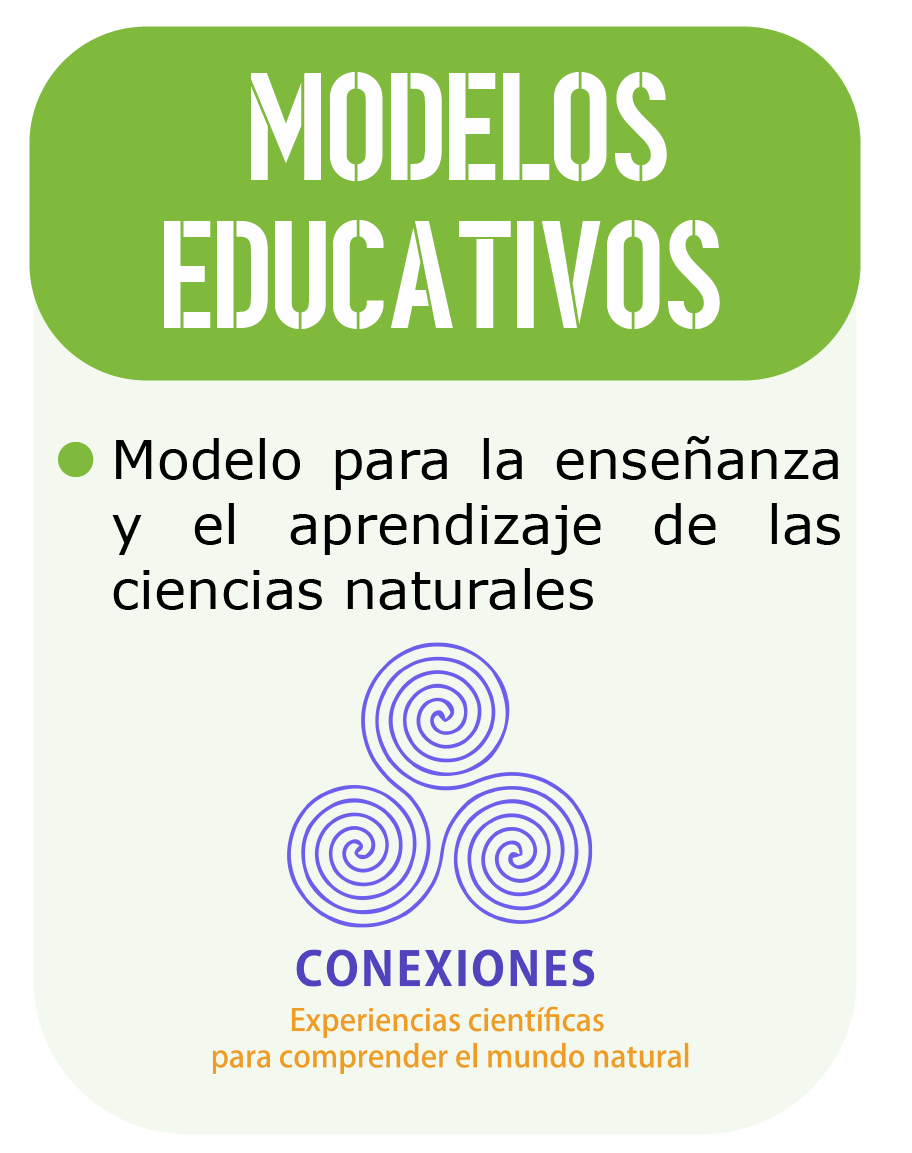 MODELOS
EDUCATIVOS
Modelo para la enseñanza
y el aprendizaje de las
ciencias naturales
CONEXIONES
Experiencias científicas
para comprender el mundo natural